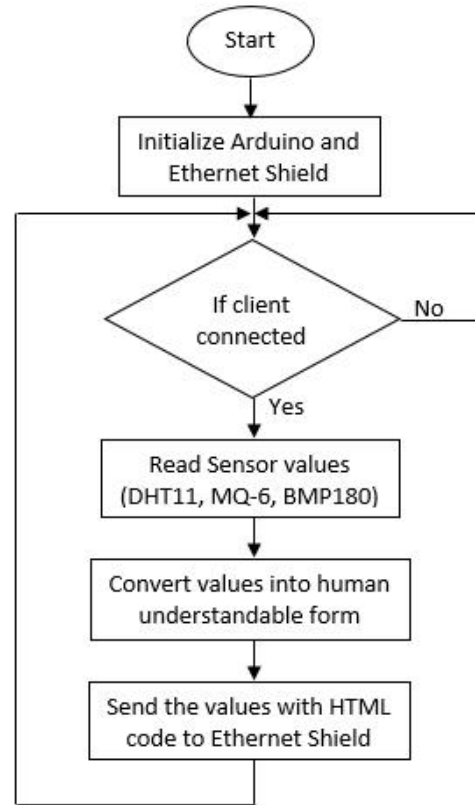 Start
Initialize Arduino and
Ethernet Shield
If client
connected
No
Yes
Read Sensor values
(DHT11, MQ-6, BMP180)
Convert values into human
understandable form
Send the values with HTML
code to Ethernet Shield